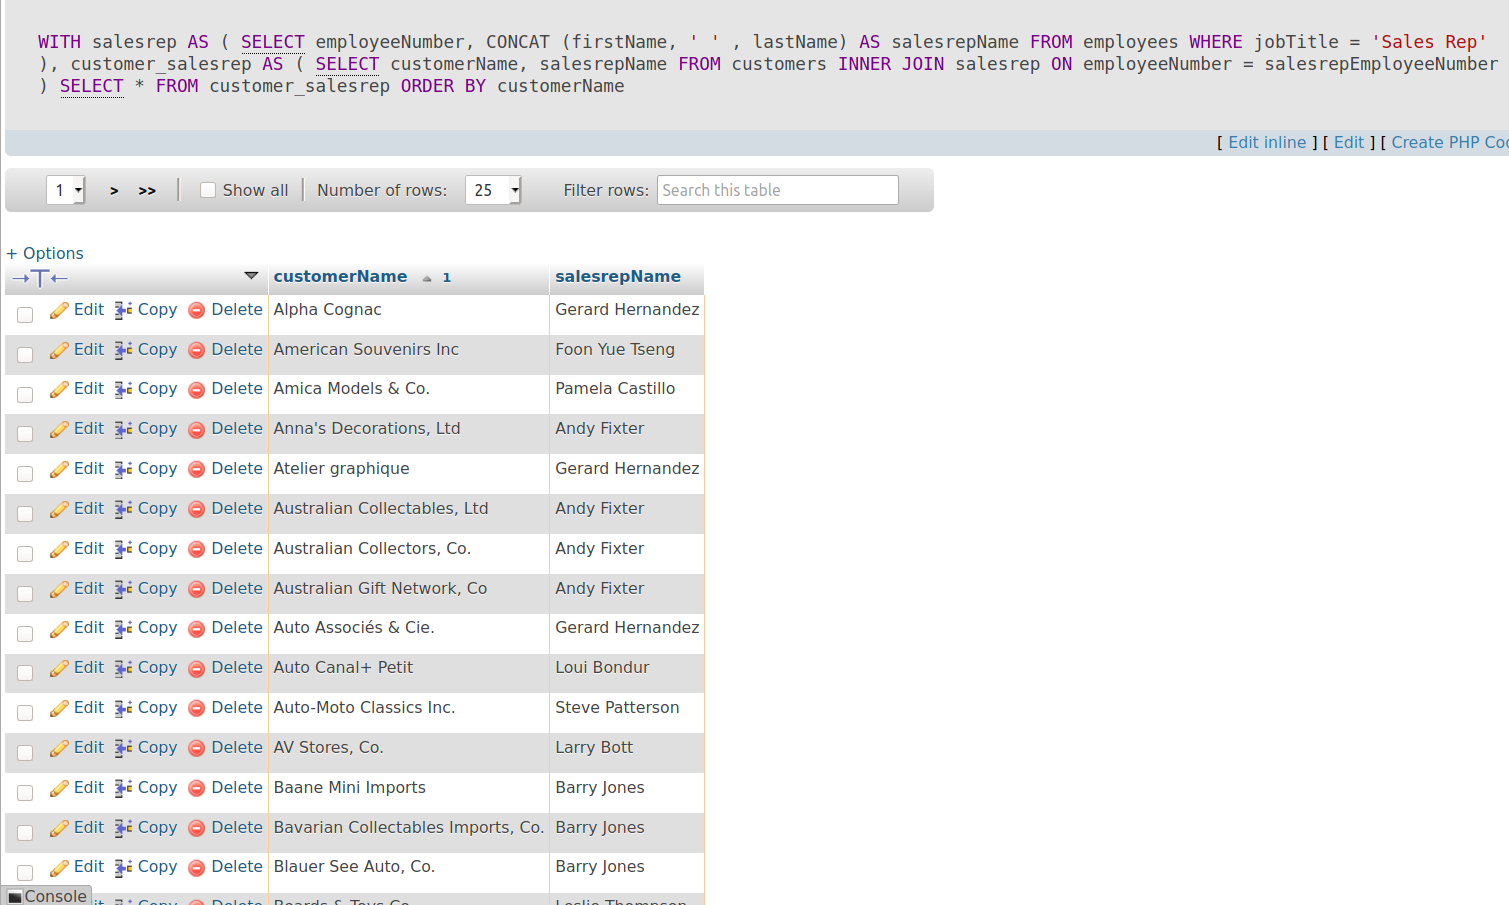 WITH salesrep AS ( SELECT employeeNumber, CONCAT (firstName, ' ' , lastName) AS salesrepName FROM employees WHERE jobTitle = 'Sales Rep'
), customer_salesrep AS ( SELECT customerName, salesrepName FROM customers INNER JOIN salesrep ON employeeNumber = salesrepEmployeeNumber
) SELECT * FROM customer_salesrep ORDER BY customerName
[ Edit inline ] [ Edit ] [ Create PHP Coo
1 > >> Show all Number of rows: 25 Filter rows: Search this table
+ Options
customerName 1 salesrepName
Edit Copy Delete Alpha Cognac Gerard Hernandez
Edit Copy Delete American Souvenirs Inc Foon Yue Tseng
Edit Copy Delete Amica Models & Co. Pamela Castillo
Edit Copy Delete Anna's Decorations, Ltd Andy Fixter
Edit Copy Delete Atelier graphique Gerard Hernandez
Edit Copy Delete Australian Collectables, Ltd Andy Fixter
Edit Copy Delete Australian Collectors, Co. Andy Fixter
Edit Copy Delete Australian Gift Network, Co Andy Fixter
Edit Copy Delete Auto Associés & Cie. Gerard Hernandez
Edit Copy Delete Auto Canal+ Petit Loui Bondur
Edit Copy Delete Auto-Moto Classics Inc. Steve Patterson
Edit Copy Delete AV Stores, Co. Larry Bott
Edit Copy Delete Baane Mini Imports Barry Jones
Edit Copy Delete Bavarian Collectables Imports, Co. Barry Jones
Edit Copy Delete Blauer See Auto, Co. Barry Jones
Console Copy Delete Boards & Toys Co. Leslie Thompson